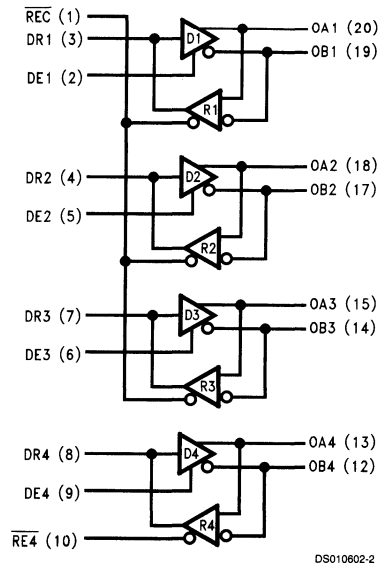 R̅E̅C̅ (1)
DR1 (3)
D1
OA1 (20)
OB1 (19)
DE1 (2)
R1
DR2 (4)
D2
OA2 (18)
OB2 (17)
DE2 (5)
R2
DR3 (7)
D3
OA3 (15)
OB3 (14)
DE3 (6)
R3
DR4 (8)
D4
OA4 (13)
OB4 (12)
DE4 (9)
R4
R̅E̅4̅ (10)
DS010602-2